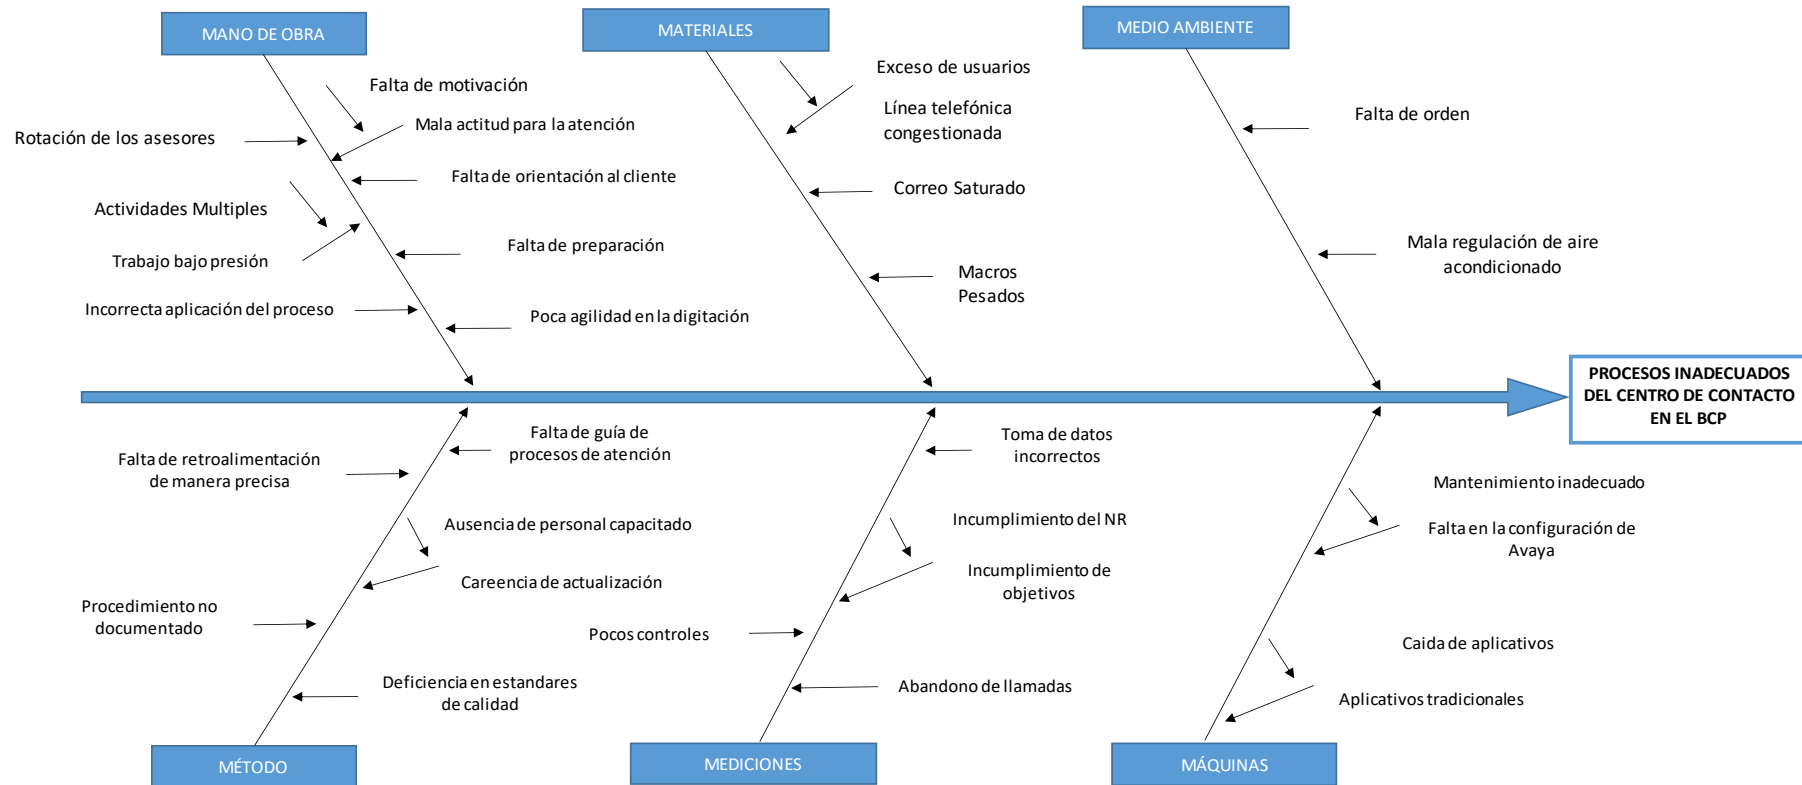 MANO DE OBRA
MATERIALES
MEDIO AMBIENTE
Falta de motivación
Mala actitud para la atención
Rotación de los asesores
Falta de orientación al cliente
Actividades Multiples
Falta de preparación
Trabajo bajo presión
Incorrecta aplicación del proceso
Poca agilidad en la digitación
Exceso de usuarios
Línea telefónica
congestionada
Correo Saturado
Macros
Pesados
Falta de orden
Mala regulación de aire
acondicionado
PROCESOS INADECUADOS
DEL CENTRO DE CONTACTO
EN EL BCP
Falta de guía de
procesos de atención
Falta de retroalimentación
de manera precisa
Ausencia de personal capacitado
Careencia de actualización
Procedimiento no
documentado
Deficiencia en estandares
de calidad
Toma de datos
incorrectos
Incumplimiento del NR
Incumplimiento de
objetivos
Pocos controles
Abandono de llamadas
Mantenimiento inadecuado
Falta en la configuración de
Avaya
Caida de aplicativos
Aplicativos tradicionales
MÉTODO
MEDICIONES
MÁQUINAS